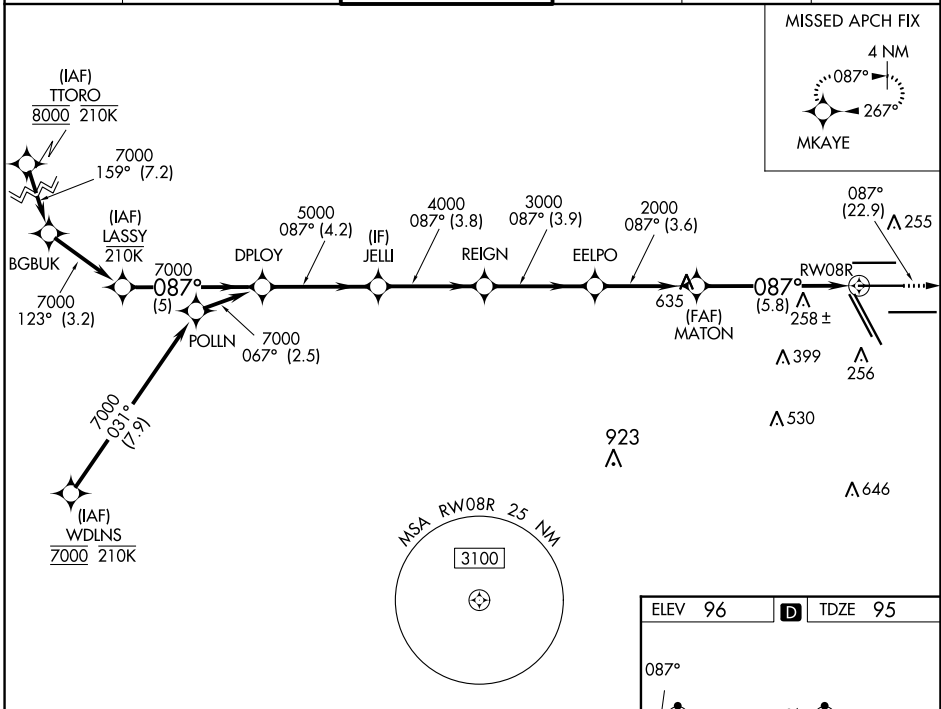 MISSED APCH FIX
4 NM
087°
267°
MKAYE
(IAF)
TTORO
8000 210K
7000
159° (7.2)
BGBUK
(IAF)
LASSY
210K
7000
123° (3.2)
7000
087°
(5)
DPLOY
POLLN
7000
067° (2.5)
7000
031°
(7.9)
(IAF)
WDLNS
7000 210K
5000
087° (4.2)
(IF)
JELLI
4000
087° (3.8)
REIGN
3000
087° (3.9)
EELPO
2000
087° (3.6)
635
(FAF)
MATON
087°
(5.8)
RW08R
087°
(22.9)
255
258 ±
399
256
530
923
646
MSA RW08R 25 NM
3100
ELEV 96 D TDZE 95
087°